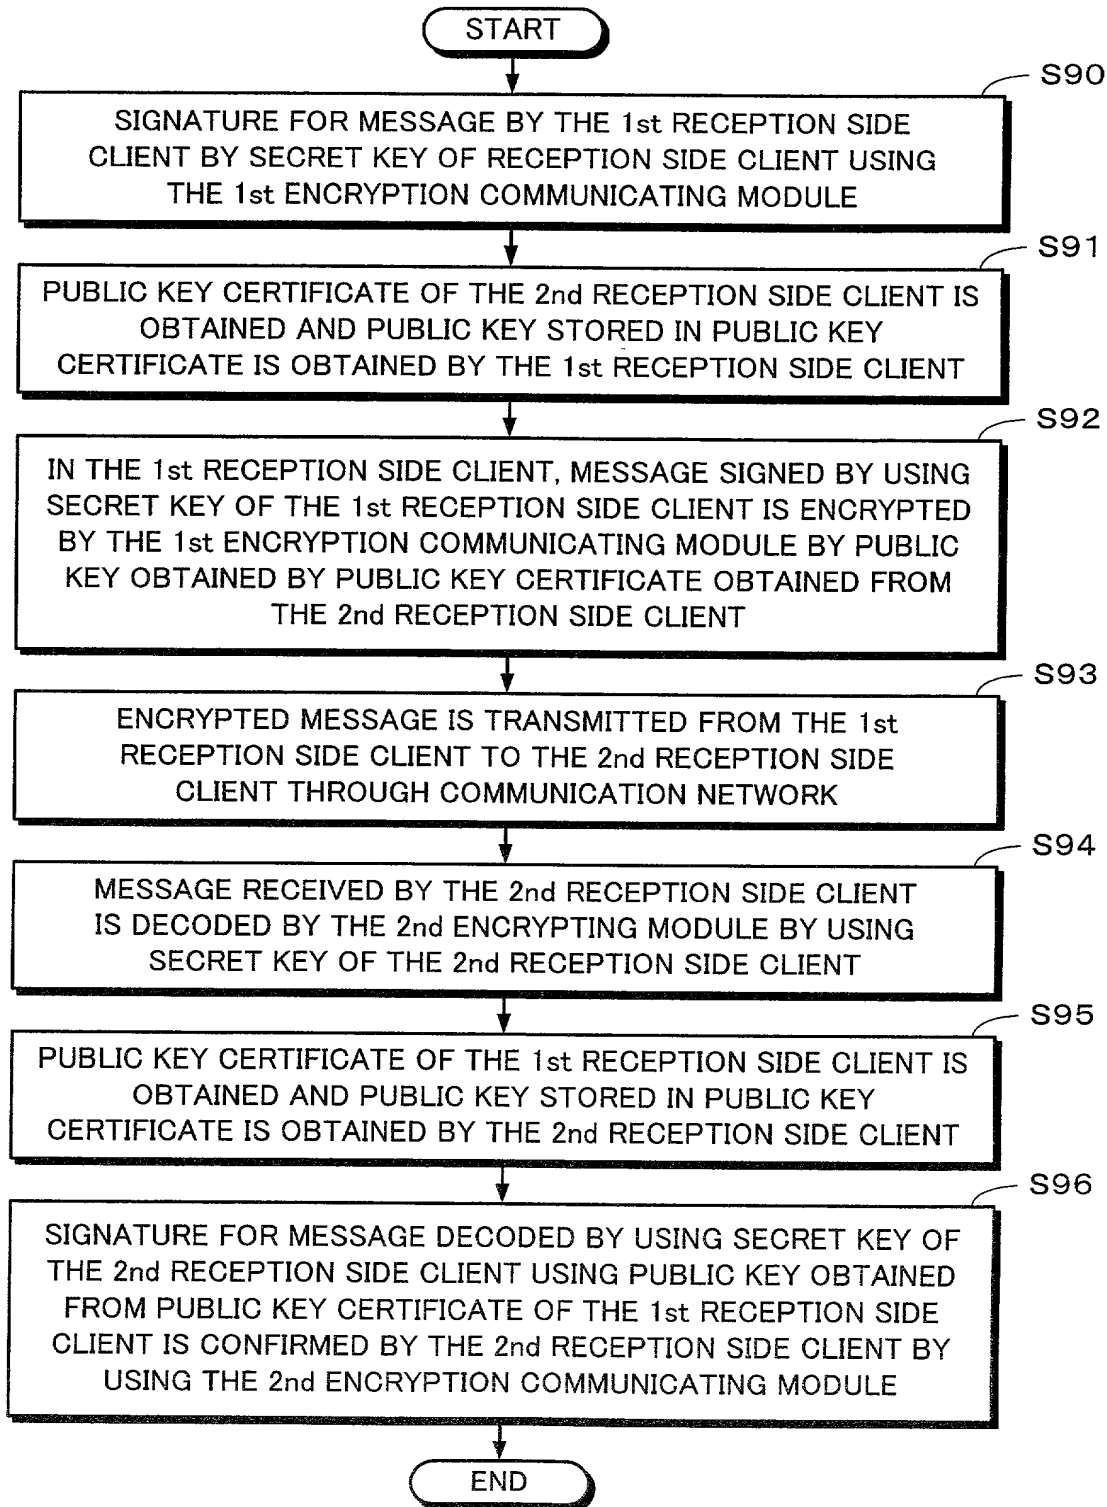 START
S90
SIGNATURE FOR MESSAGE BY THE 1st RECEPTION SIDE
CLIENT BY SECRET KEY OF RECEPTION SIDE CLIENT USING
THE 1st ENCRYPTION COMMUNICATING MODULE
S91
PUBLIC KEY CERTIFICATE OF THE 2nd RECEPTION SIDE CLIENT IS
OBTAINED AND PUBLIC KEY STORED IN PUBLIC KEY
CERTIFICATE IS OBTAINED BY THE 1st RECEPTION SIDE CLIENT
S92
IN THE 1st RECEPTION SIDE CLIENT, MESSAGE SIGNED BY USING
SECRET KEY OF THE 1st RECEPTION SIDE CLIENT IS ENCRYPTED
BY THE 1st ENCRYPTION COMMUNICATING MODULE BY PUBLIC
KEY OBTAINED BY PUBLIC KEY CERTIFICATE OBTAINED FROM
THE 2nd RECEPTION SIDE CLIENT
S93
ENCRYPTED MESSAGE IS TRANSMITTED FROM THE 1st
RECEPTION SIDE CLIENT TO THE 2nd RECEPTION SIDE
CLIENT THROUGH COMMUNICATION NETWORK
S94
MESSAGE RECEIVED BY THE 2nd RECEPTION SIDE CLIENT
IS DECODED BY THE 2nd ENCRYPTING MODULE BY USING
SECRET KEY OF THE 2nd RECEPTION SIDE CLIENT
S95
PUBLIC KEY CERTIFICATE OF THE 1st RECEPTION SIDE CLIENT IS
OBTAINED AND PUBLIC KEY STORED IN PUBLIC KEY
CERTIFICATE IS OBTAINED BY THE 2nd RECEPTION SIDE CLIENT
S96
SIGNATURE FOR MESSAGE DECODED BY USING SECRET KEY OF
THE 2nd RECEPTION SIDE CLIENT USING PUBLIC KEY OBTAINED
FROM PUBLIC KEY CERTIFICATE OF THE 1st RECEPTION SIDE
CLIENT IS CONFIRMED BY THE 2nd RECEPTION SIDE CLIENT BY
USING THE 2nd ENCRYPTION COMMUNICATING MODULE
END